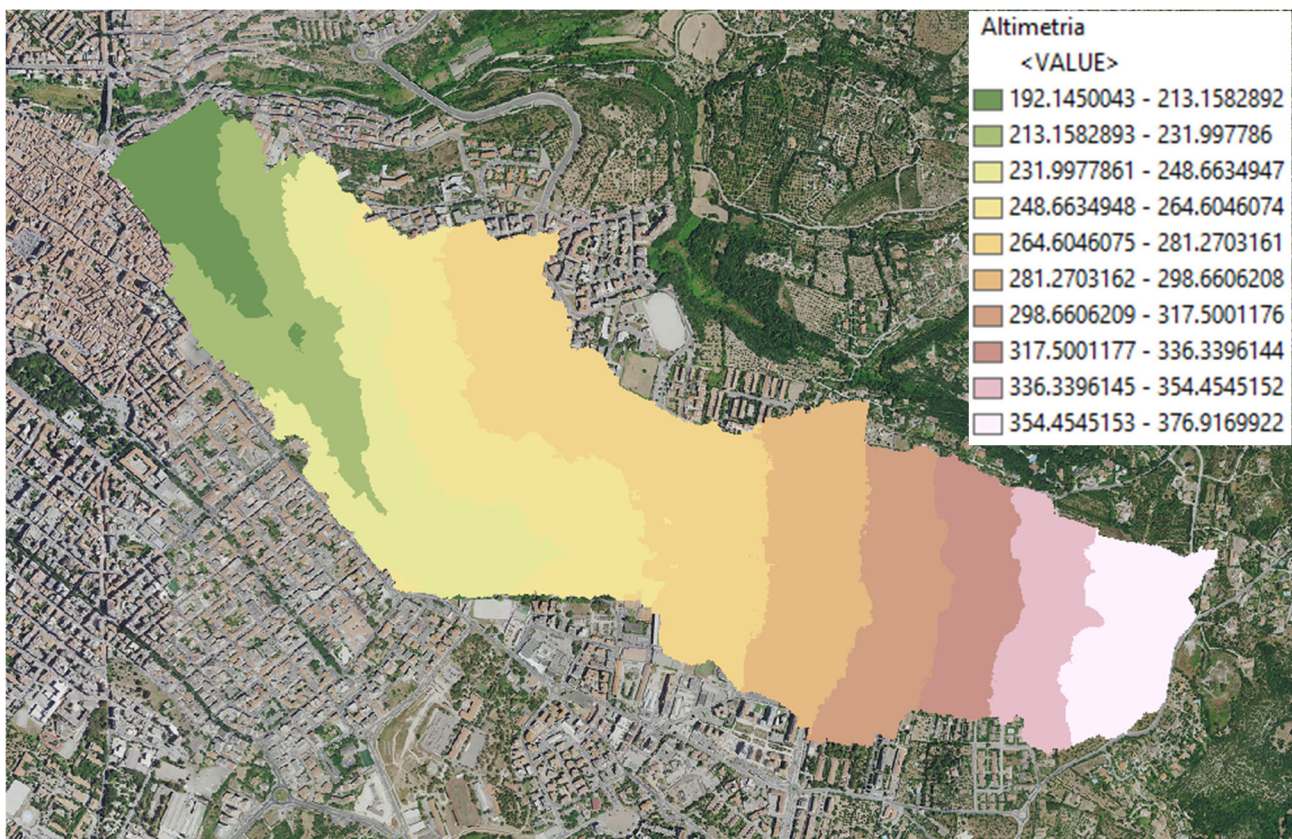 Altimetria
<VALUE>
192.1450043 - 213.1582892
213.1582893 - 231.997786
231.9977861 - 248.6634947
248.6634948 - 264.6046074
264.6046075 - 281.2703161
281.2703162 - 298.6606208
298.6606209 - 317.5001176
317.5001177 - 336.3396144
336.3396145 - 354.4545152
354.4545153 - 376.9169922